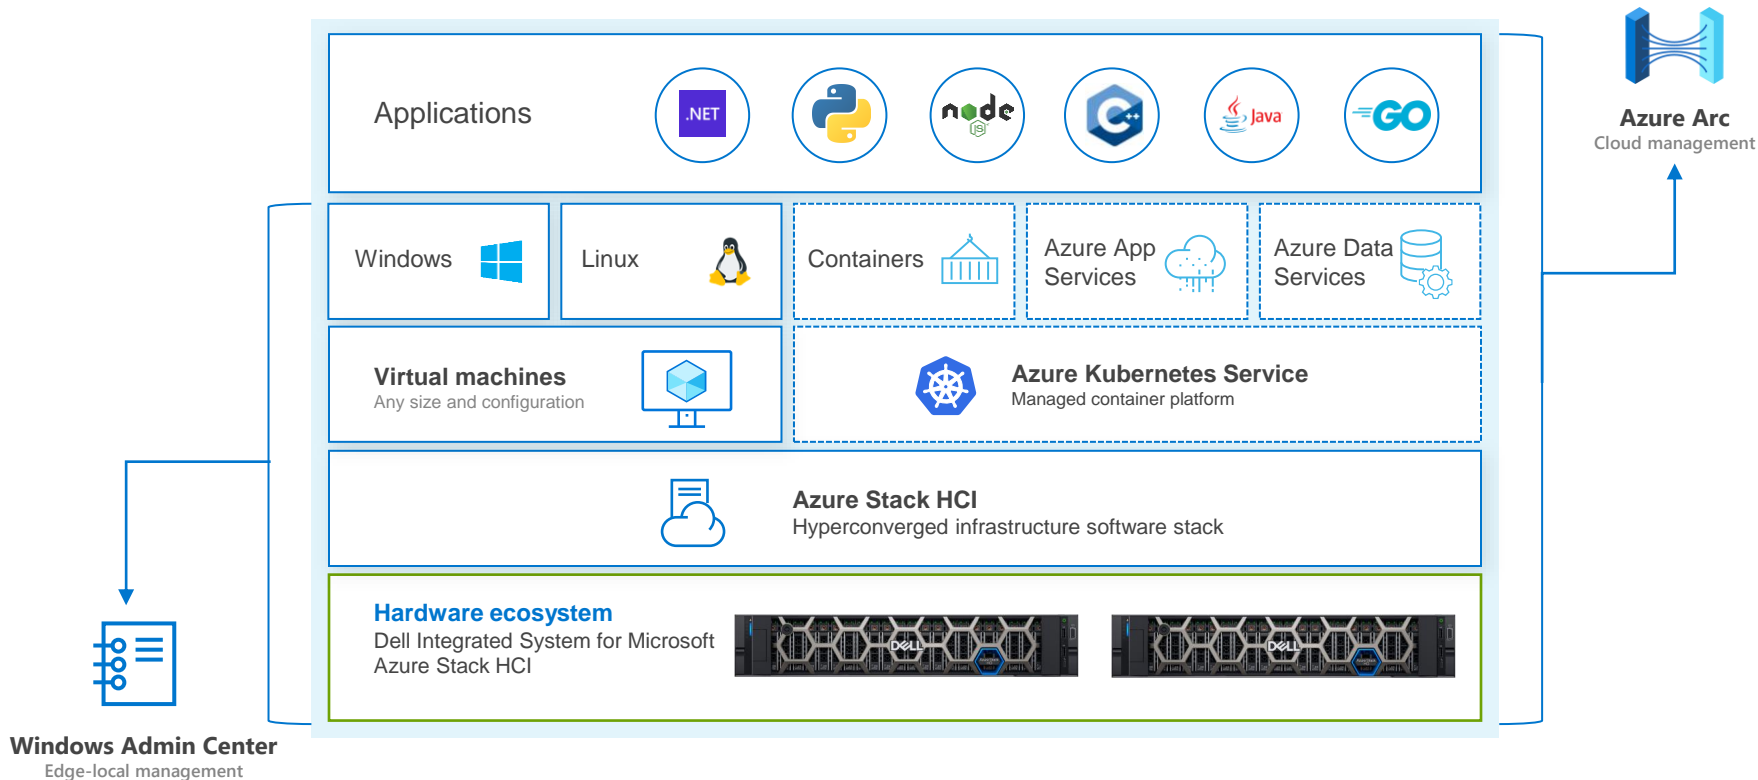 Applications
.NET
node
JS
C++
Java
GO
Azure Arc
Cloud management
Windows
Linux
Containers
Azure App
Services
Azure Data
Services
Virtual machines
Any size and configuration
Azure Kubernetes Service
Managed container platform
Azure Stack HCI
Hyperconverged infrastructure software stack
Hardware ecosystem
Dell Integrated System for Microsoft
Azure Stack HCI
DELL
DELL
Windows Admin Center
Edge-local management